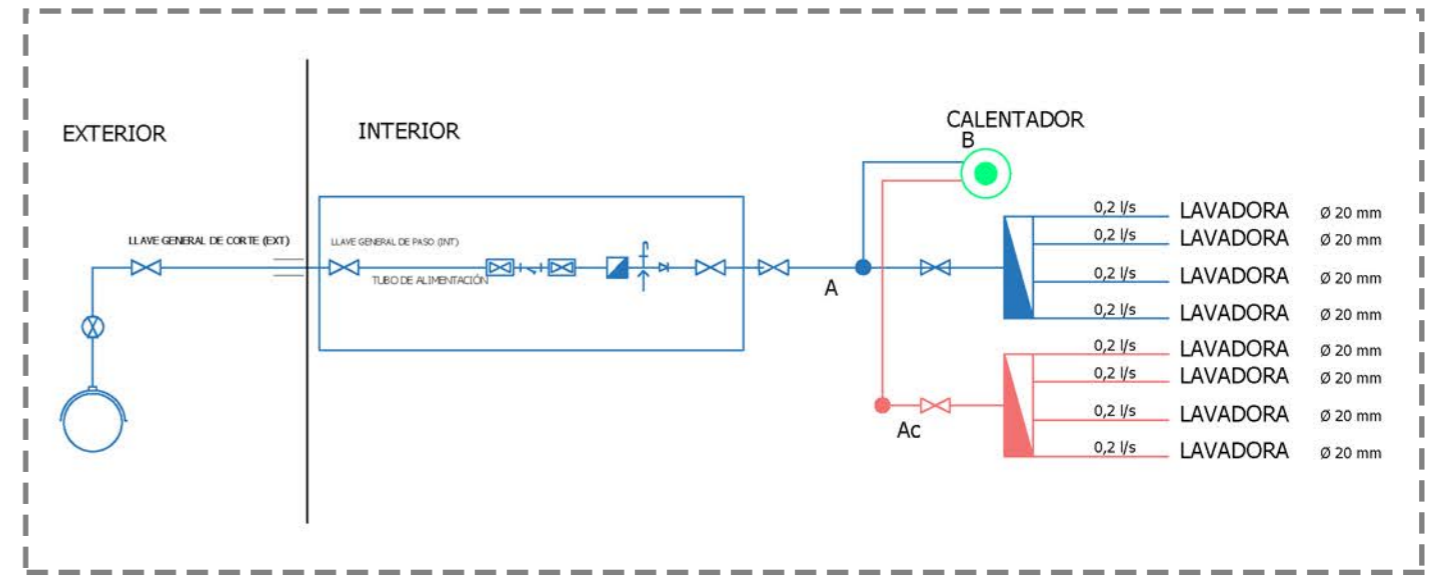 EXTERIOR
INTERIOR
CALENTADOR
B
LLAVE GENERAL DE CORTE (EXT)
LLAVE GENERAL DE PASO (INT)
TUBO DE ALIMENTACIÓN
A
Ac
0,2 l/s LAVADORA Ø 20 mm
0,2 l/s LAVADORA Ø 20 mm
0,2 l/s LAVADORA Ø 20 mm
0,2 l/s LAVADORA Ø 20 mm
0,2 l/s LAVADORA Ø 20 mm
0,2 l/s LAVADORA Ø 20 mm
0,2 l/s LAVADORA Ø 20 mm
0,2 l/s LAVADORA Ø 20 mm